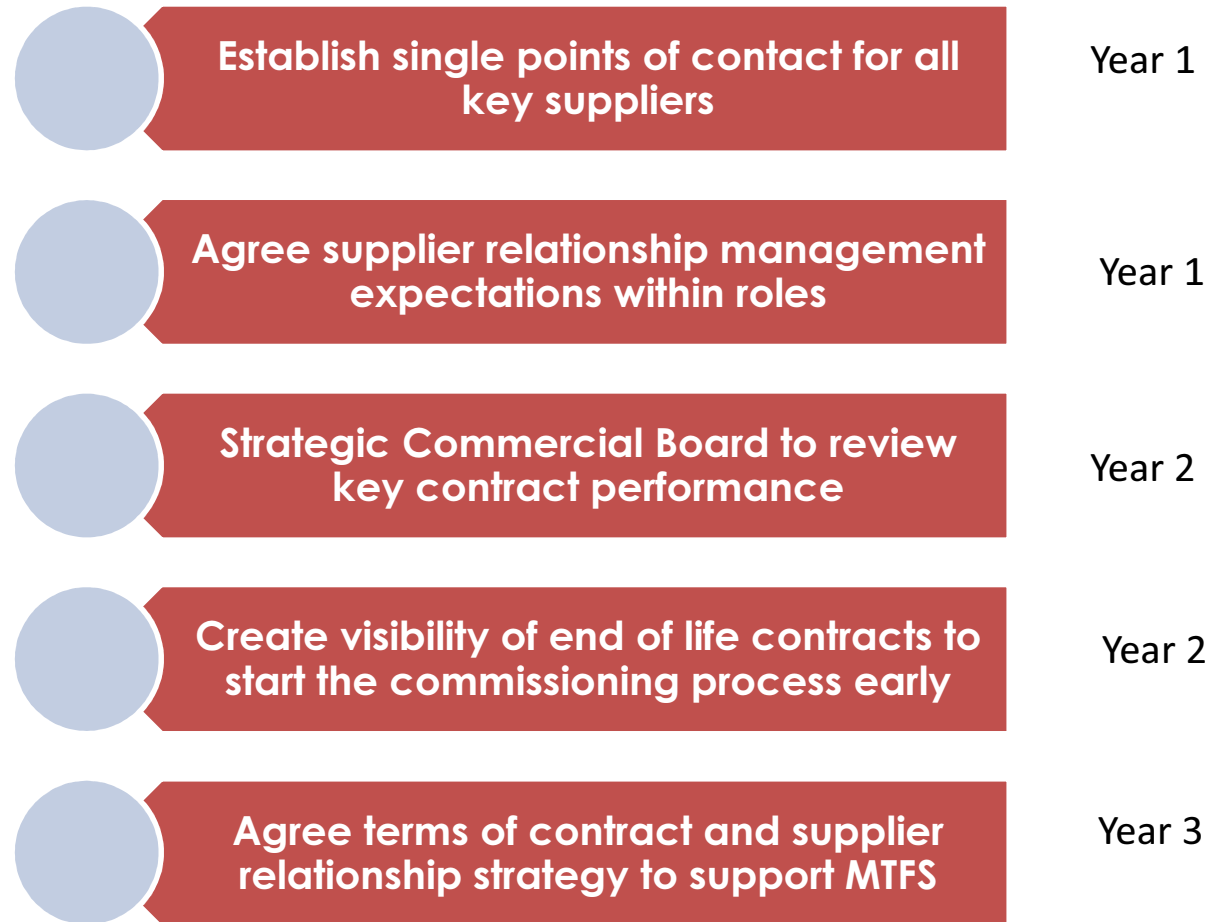 Establish single points of contact for all
key suppliers
Year 1
Agree supplier relationship management
expectations within roles
Year 1
Strategic Commercial Board to review
key contract performance
Year 2
Create visibility of end of life contracts to
start the commissioning process early
Year 2
Agree terms of contract and supplier
relationship strategy to support MTFS
Year 3